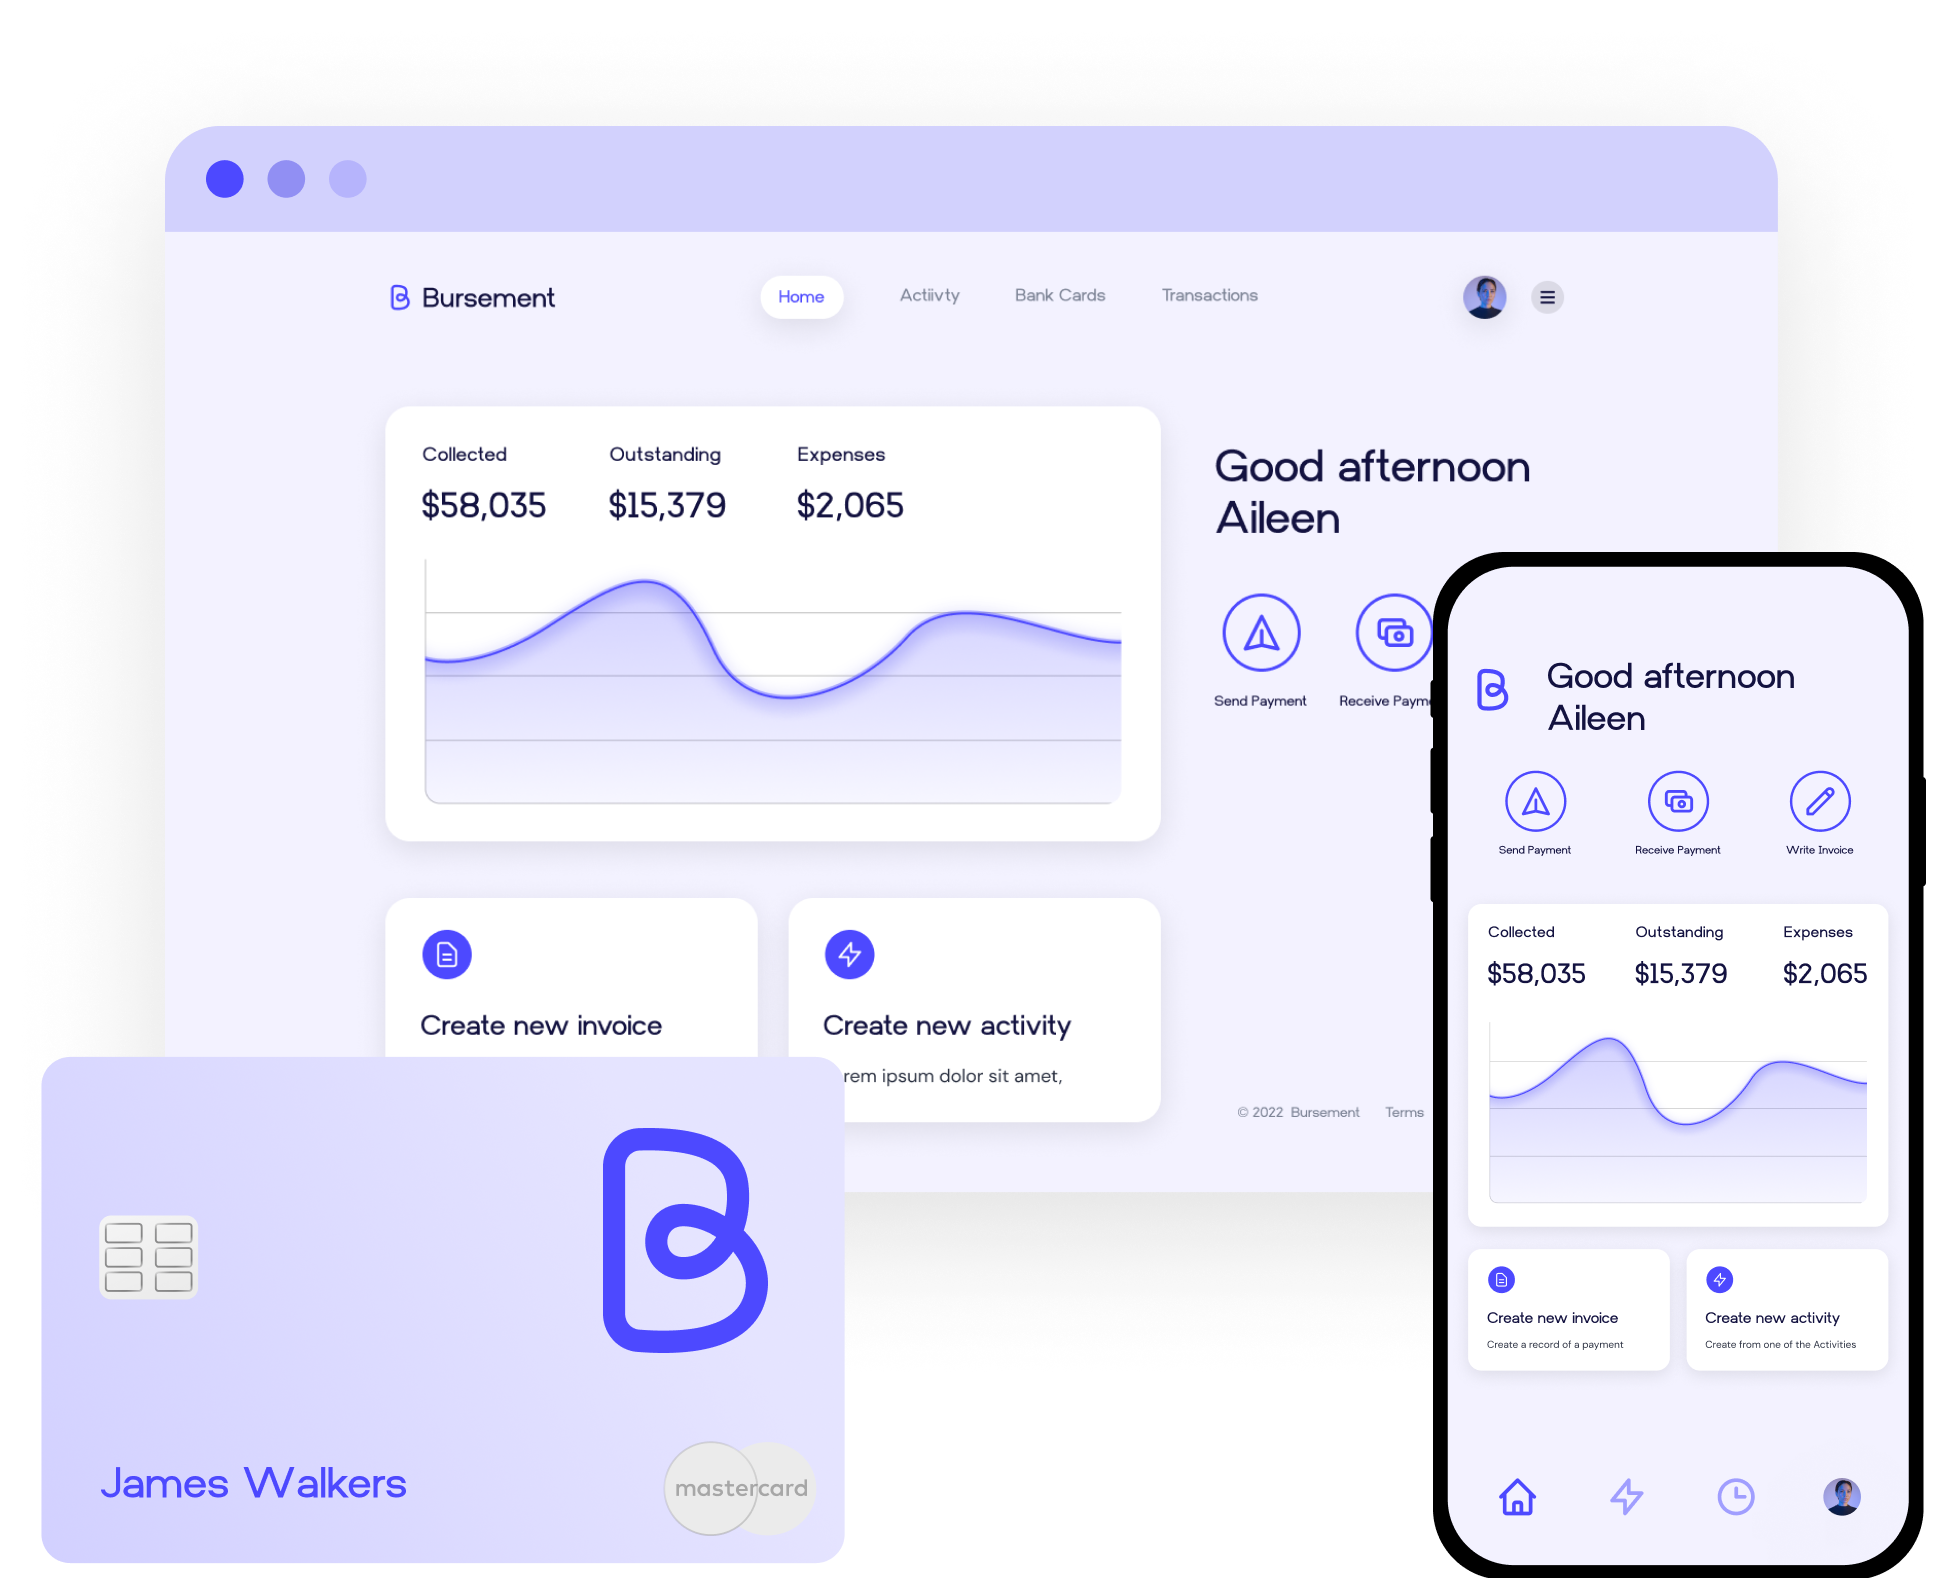 Bursement
Home
Actiivty
Bank Cards
Transactions
Collected
Outstanding
Expenses
$58,035
$15,379
$2,065
Good afternoon
Aileen
Send Payment
Receive Paym
Create new invoice
Create new activity
rem ipsum dolor sit amet,
© 2022 Bursement
Terms
James Walkers
mastercard
Good afternoon
Aileen
Send Payment
Receive Payment
Write Invoice
Collected
Outstanding
Expenses
$58,035
$15,379
$2,065
Create new invoice
Create a record of a payment
Create new activity
Create from one of the Activities